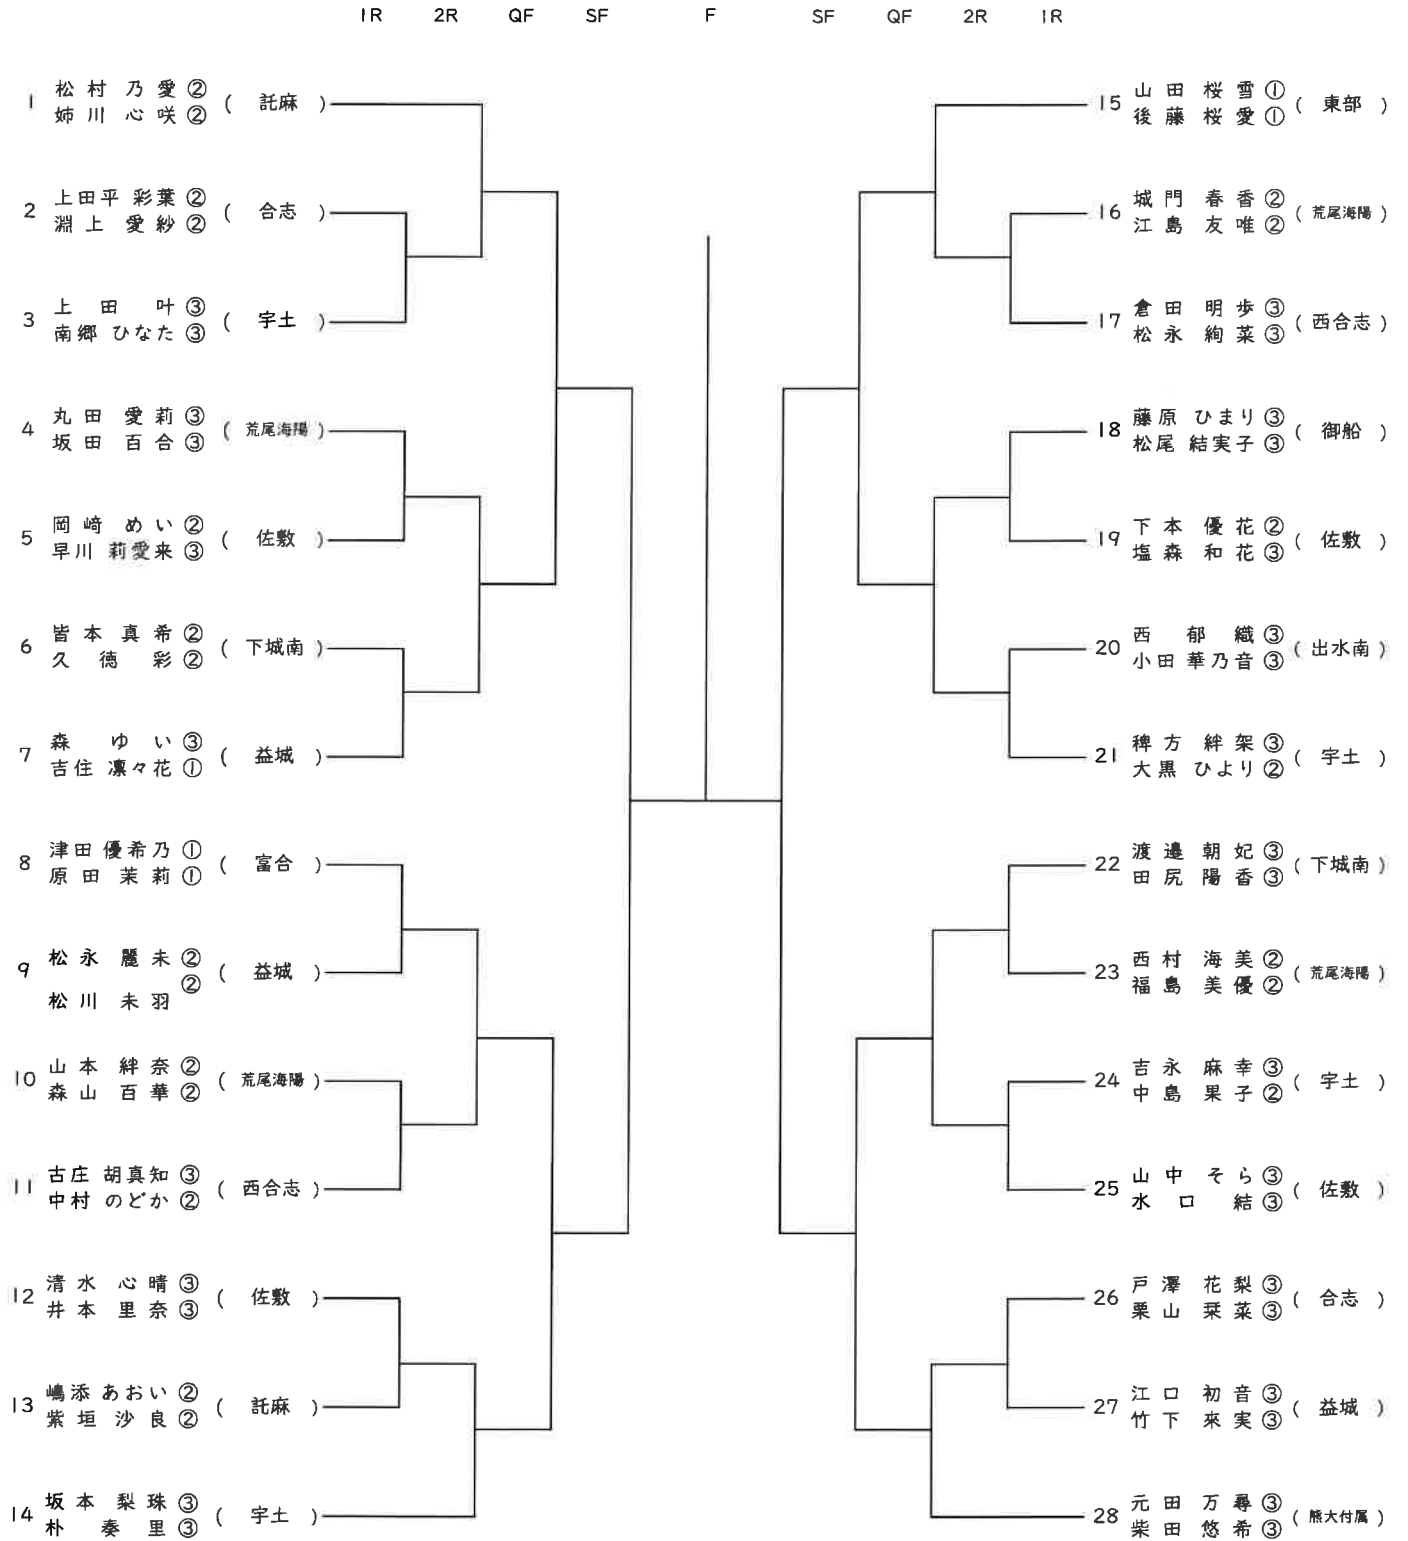 1R 2R QF SF F SF QF 2R 1R
1 松村 乃愛② 姉川 心咲② (託麻)
2 上田平 彩葉② 淵上 愛紗② (合志)
3 上田 叶③ 南郷 ひなた③ (宇土)
4 丸田 愛莉③ 坂田 百合③ (荒尾海陽)
5 岡﨑 めい② 早川 莉愛来③ (佐敷)
6 皆本 真希② 久徳 彩② (下城南)
7 森 ゆい③ 吉住 凛々花① (益城)
8 津田 優希乃① 原田 茉莉① (富合)
9 松永 麗未② 松川 未羽② (益城)
10 山本 絆奈② 森山 百華② (荒尾海陽)
11 古庄 胡真知③ 中村 のどか② (西合志)
12 清水 心晴③ 井本 里奈③ (佐敷)
13 嶋添 あおい② 紫垣 沙良② (託麻)
14 坂本 梨珠③ 朴 奏里③ (宇土)
15 山田 桜雪① 後藤 桜愛① (東部)
16 城門 春香② 江島 友唯② (荒尾海陽)
17 倉田 明歩③ 松永 絢菜③ (西合志)
18 藤原 ひまり③ 松尾 結実子③ (御船)
19 下本 優花② 塩森 和花③ (佐敷)
20 西 郁織③ 小田 華乃音③ (出水南)
21 稗方 絆架③ 大黒 ひより② (宇土)
22 渡邉 朝妃③ 田尻 陽香③ (下城南)
23 西村 海美② 福島 美優② (荒尾海陽)
24 吉永 麻幸③ 中島 果子② (宇土)
25 山中 そら③ 水口 結③ (佐敷)
26 戸澤 花梨③ 栗山 栞菜③ (合志)
27 江口 初音③ 竹下 來実③ (益城)
28 元田 万尋③ 柴田 悠希③ (熊大付属)